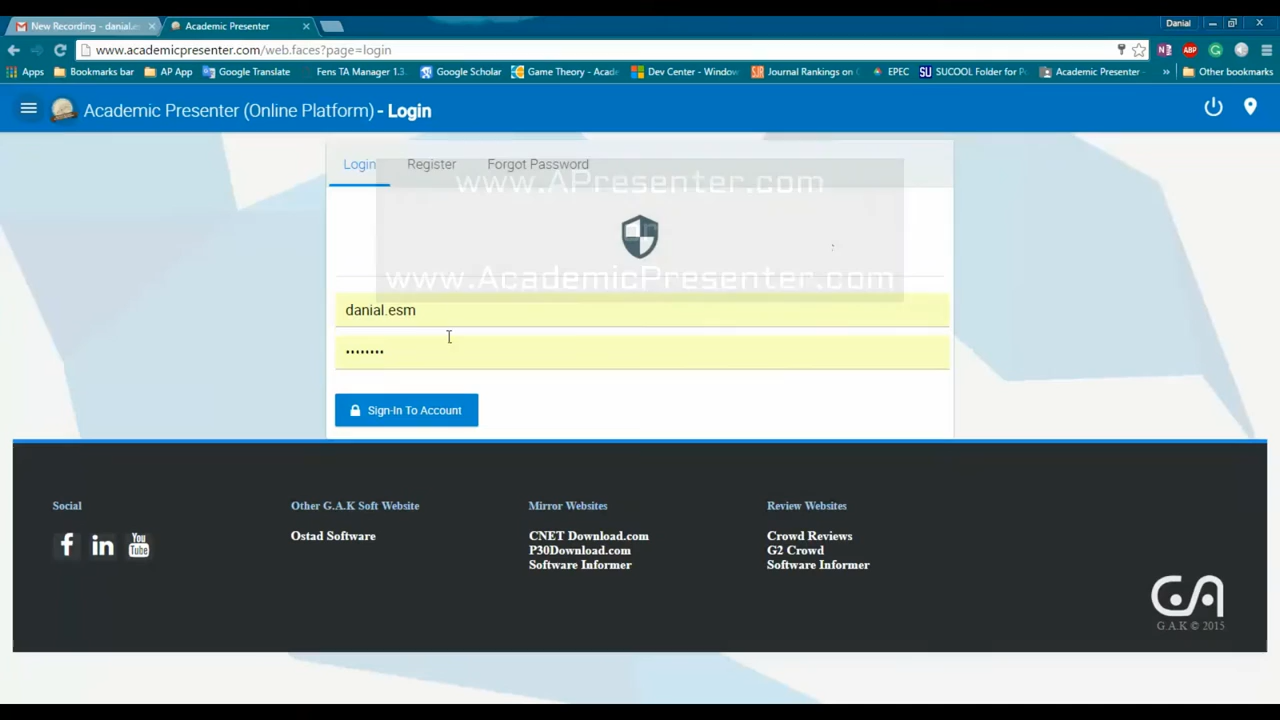 New Recording - danial.e
Academic Presenter
Danial
www.academicpresenter.com/web.faces?page=login
Apps
Bookmarks bar
AP App
Google Translate
Fens TA Manager 1.3.
Google Scholar
Game Theory - Acade
Dev Center - Window
Journal Rankings on
EPEC
SUCOOL Folder for P
Academic Presenter
»
Other bookmarks
Academic Presenter (Online Platform) - Login
Login
Register
Forgot Password
www.APresenter.com
www.AcademicPresenter.com
danial.esm
••••••••
Sign-In To Account
Social
Other G.A.K Soft Website
Mirror Websites
Review Websites
Ostad Software
CNET Download.com
Crowd Reviews
P30Download.com
G2 Crowd
Software Informer
Software Informer
You
Tube
GA
G.A.K © 2015